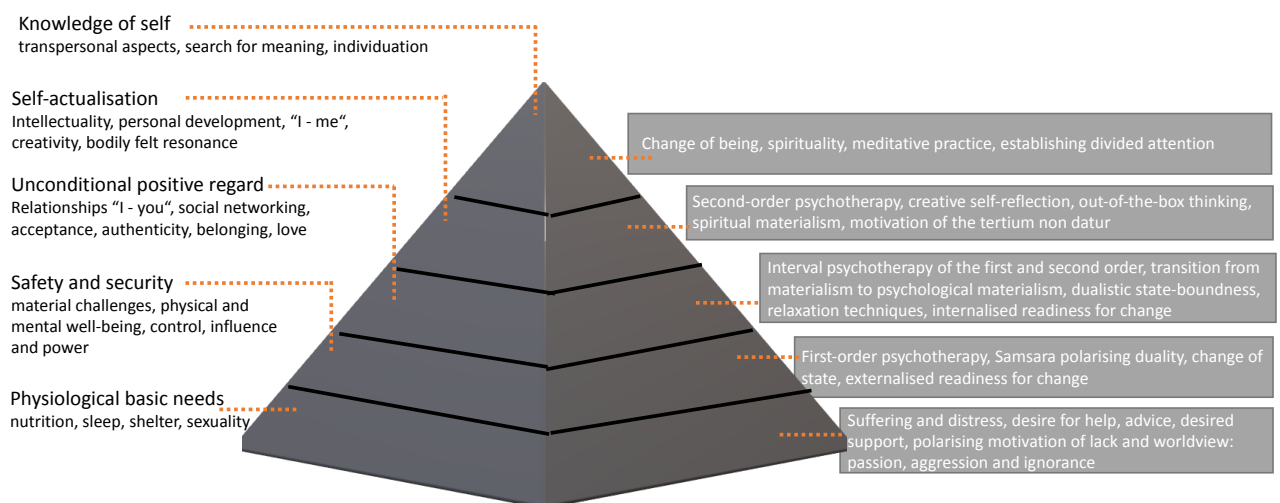 Knowledge of self
transpersonal aspects, search for meaning, individuation
Self-actualisation
Intellectuality, personal development, “I - me“,
creativity, bodily felt resonance
Unconditional positive regard
Relationships “I - you“, social networking,
acceptance, authenticity, belonging, love
Safety and security
material challenges, physical and
mental well-being, control, influence
and power
Physiological basic needs
nutrition, sleep, shelter, sexuality
Change of being, spirituality, meditative practice, establishing divided attention
Second-order psychotherapy, creative self-reflection, out-of-the-box thinking,
spiritual materialism, motivation of the tertium non datur
Interval psychotherapy of the first and second order, transition from
materialism to psychological materialism, dualistic state-boundness,
relaxation techniques, internalised readiness for change
First-order psychotherapy, Samsara polarising duality, change of
state, externalised readiness for change
Suffering and distress, desire for help, advice, desired
support, polarising motivation of lack and worldview:
passion, aggression and ignorance